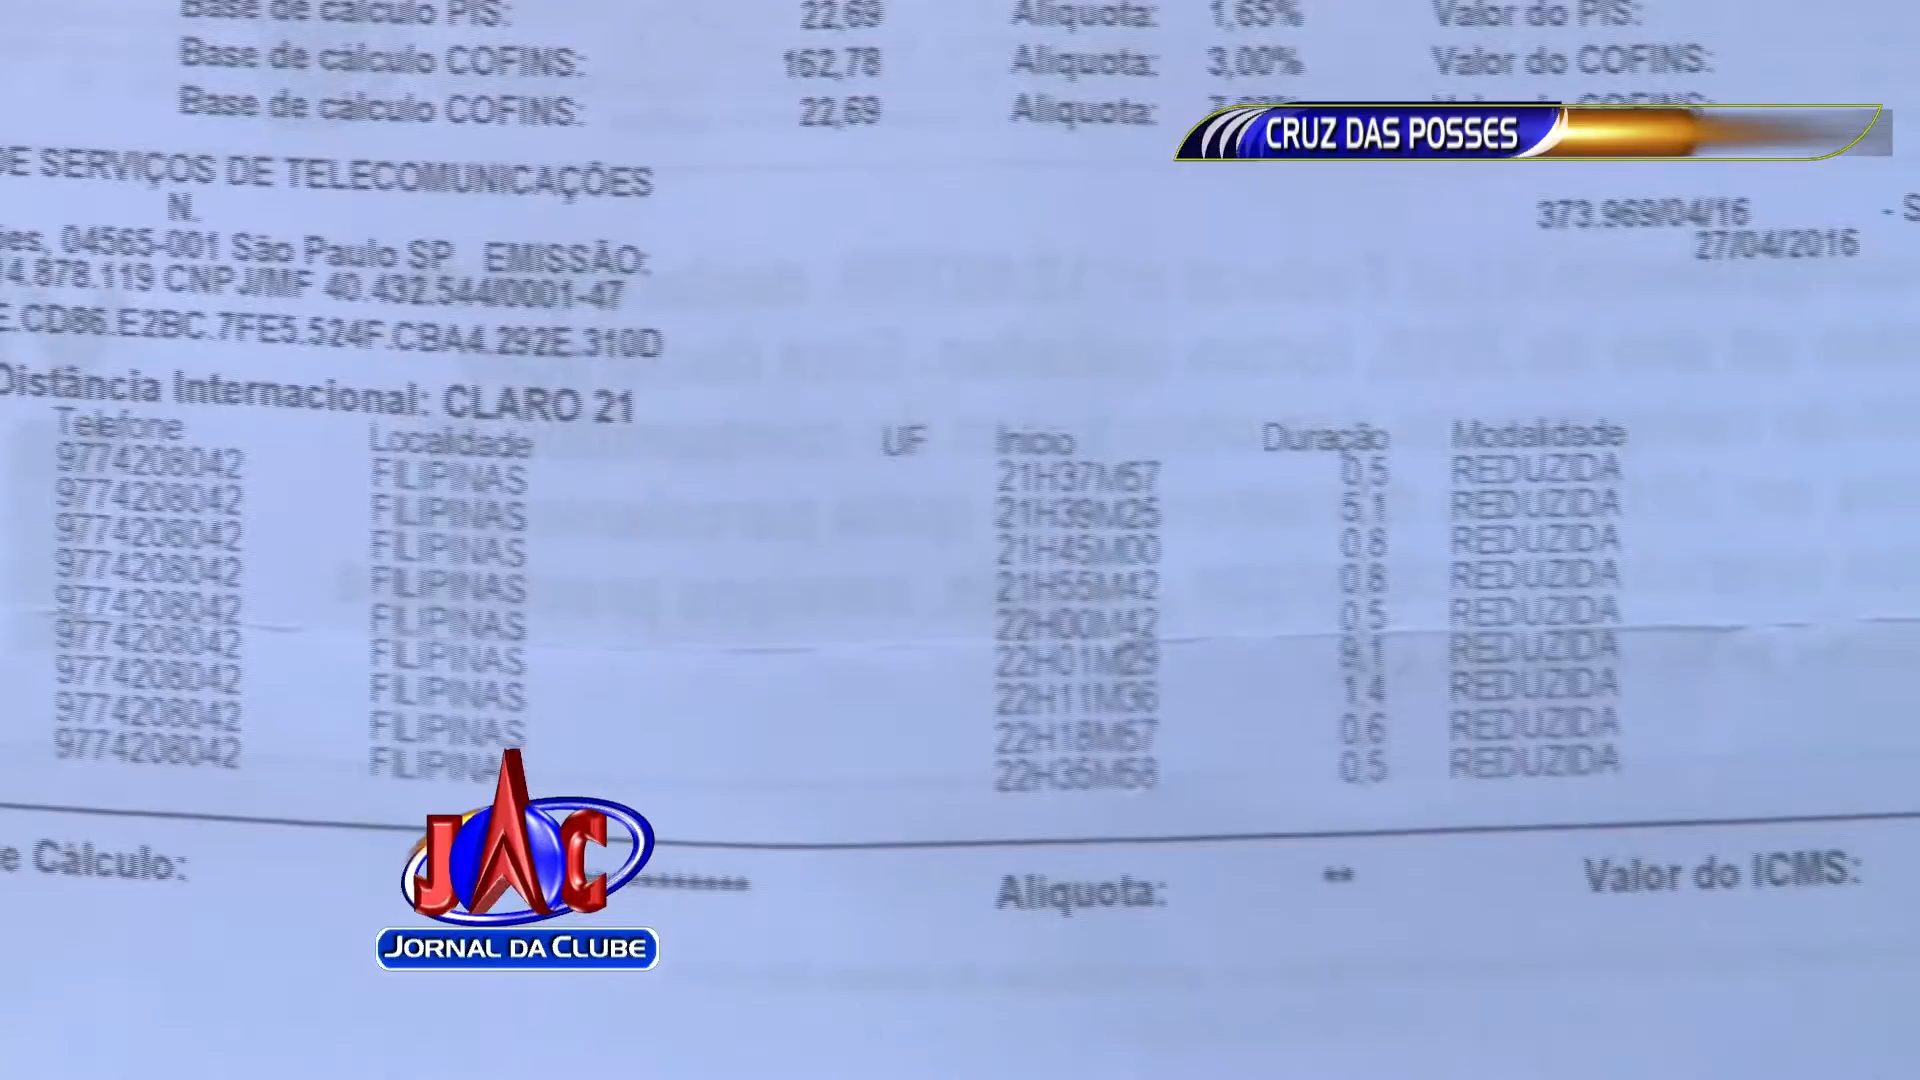 Base de cálculo PIS: 22,69 Alíquota: 1,65% Valor do PIS:
Base de cálculo COFINS: 162,78 Alíquota: 3,00% Valor do COFINS:
Base de cálculo COFINS: 22,69 Alíquota: Valor do COFINS:
CRUZ DAS POSSES
DE SERVIÇOS DE TELECOMUNICAÇÕES
N. 373.969/04/16 - S
ões, 04565-001 São Paulo SP EMISSÃO: 27/04/2016
14.878.119 CNPJ/MF 40.432.544/0001-47
E.CD86.E2BC.7FE5.524F.CBA4.292E.310D
Distância Internacional: CLARO 21
Telefone Localidade UF Início Duração Modalidade
9774208042 FILIPINAS 21H37M57 0,5 REDUZIDA
9774208042 FILIPINAS 21H39M25 5,1 REDUZIDA
9774208042 FILIPINAS 21H45M00 0,8 REDUZIDA
9774208042 FILIPINAS 21H55M42 0,8 REDUZIDA
9774208042 FILIPINAS 22H00M42 0,5 REDUZIDA
9774208042 FILIPINAS 22H01M29 9,1 REDUZIDA
9774208042 FILIPINAS 22H11M36 1,4 REDUZIDA
9774208042 FILIPINAS 22H18M57 0,6 REDUZIDA
9774208042 FILIPINAS 22H35M58 0,5 REDUZIDA
e Cálculo: ******** Alíquota: ** Valor do ICMS:
JAC
JORNAL DA CLUBE